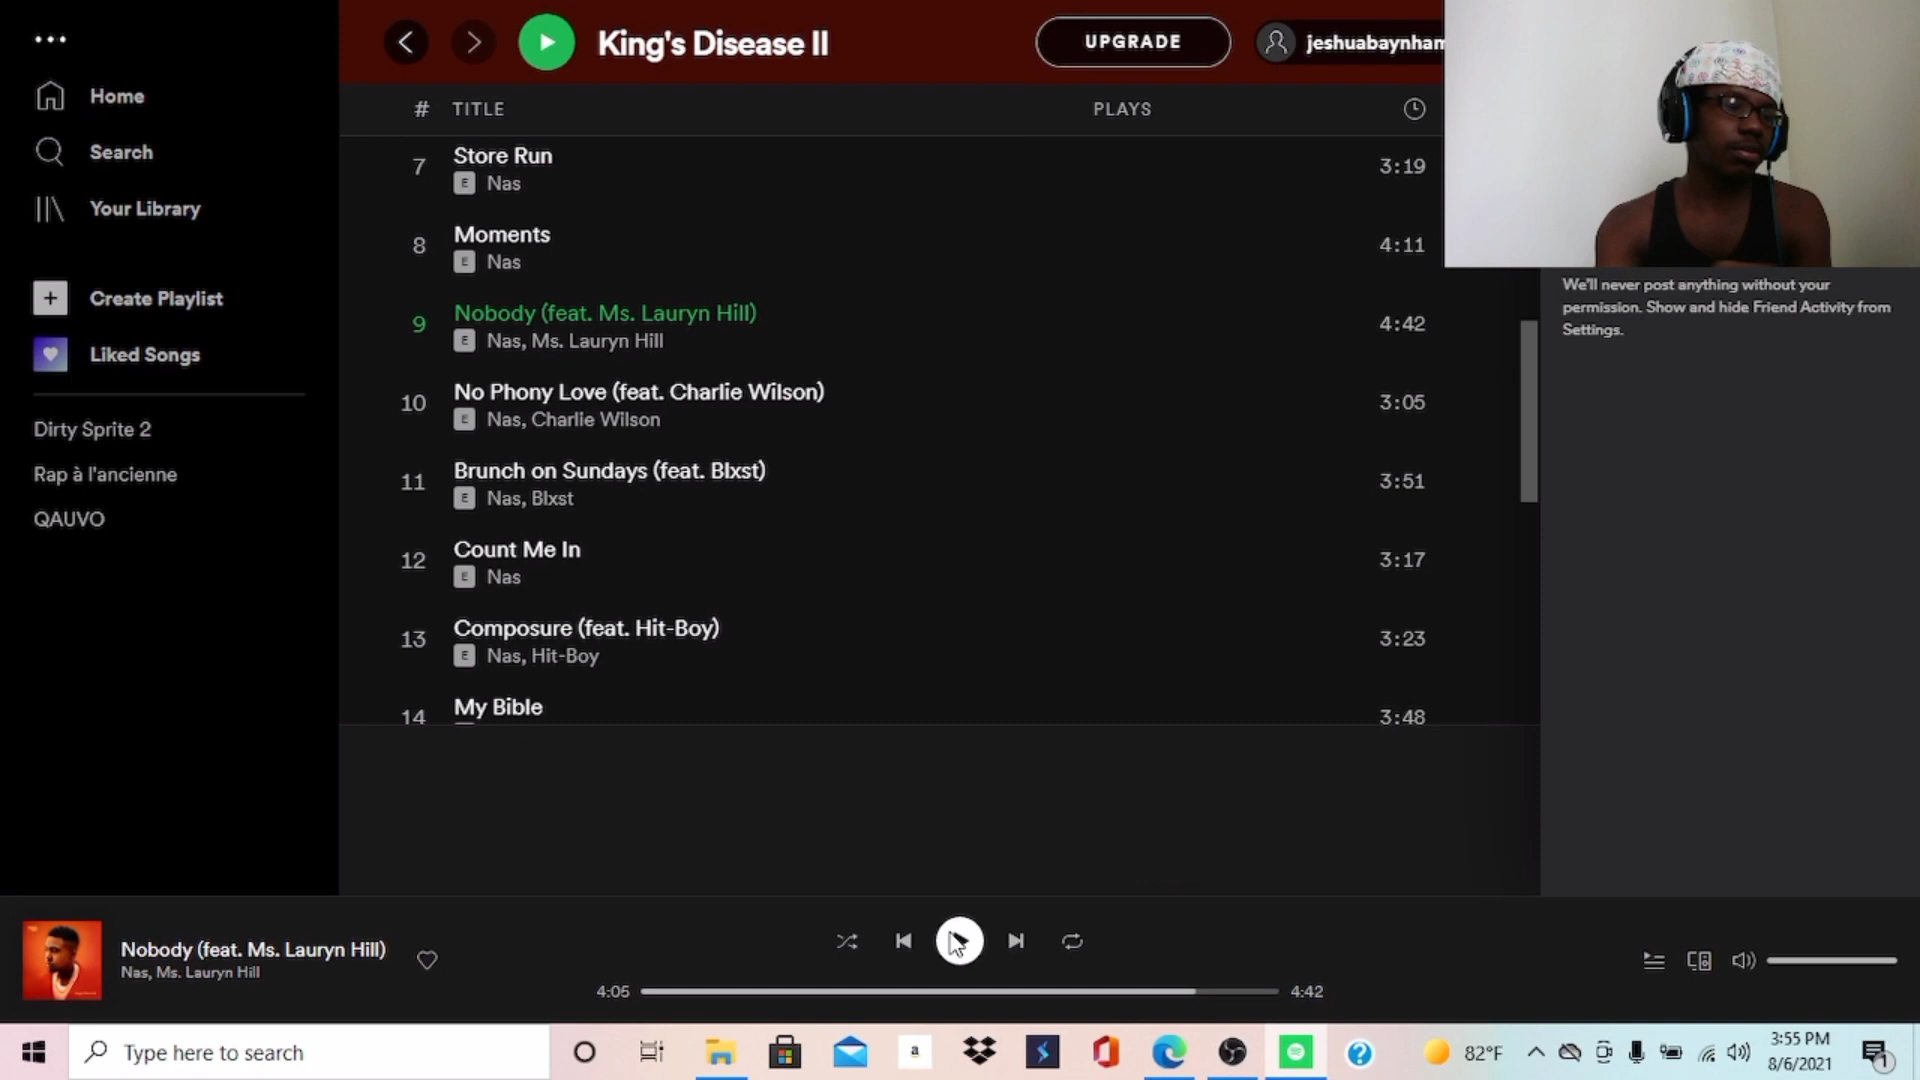 King's Disease II
UPGRADE
jeshuabaynham
Home
Search
Your Library
Create Playlist
Liked Songs
Dirty Sprite 2
Rap à l'ancienne
QAUVO
# TITLE PLAYS
7 Store Run 3:19
E Nas
8 Moments 4:11
E Nas
9 Nobody (feat. Ms. Lauryn Hill) 4:42
E Nas, Ms. Lauryn Hill
10 No Phony Love (feat. Charlie Wilson) 3:05
E Nas, Charlie Wilson
11 Brunch on Sundays (feat. Blxst) 3:51
E Nas, Blxst
12 Count Me In 3:17
E Nas
13 Composure (feat. Hit-Boy) 3:23
E Nas, Hit-Boy
14 My Bible 3:48
We'll never post anything without your
permission. Show and hide Friend Activity from
Settings.
Nobody (feat. Ms. Lauryn Hill)
Nas, Ms. Lauryn Hill
4:05 4:42
Type here to search
a
82°F
3:55 PM
8/6/2021
1